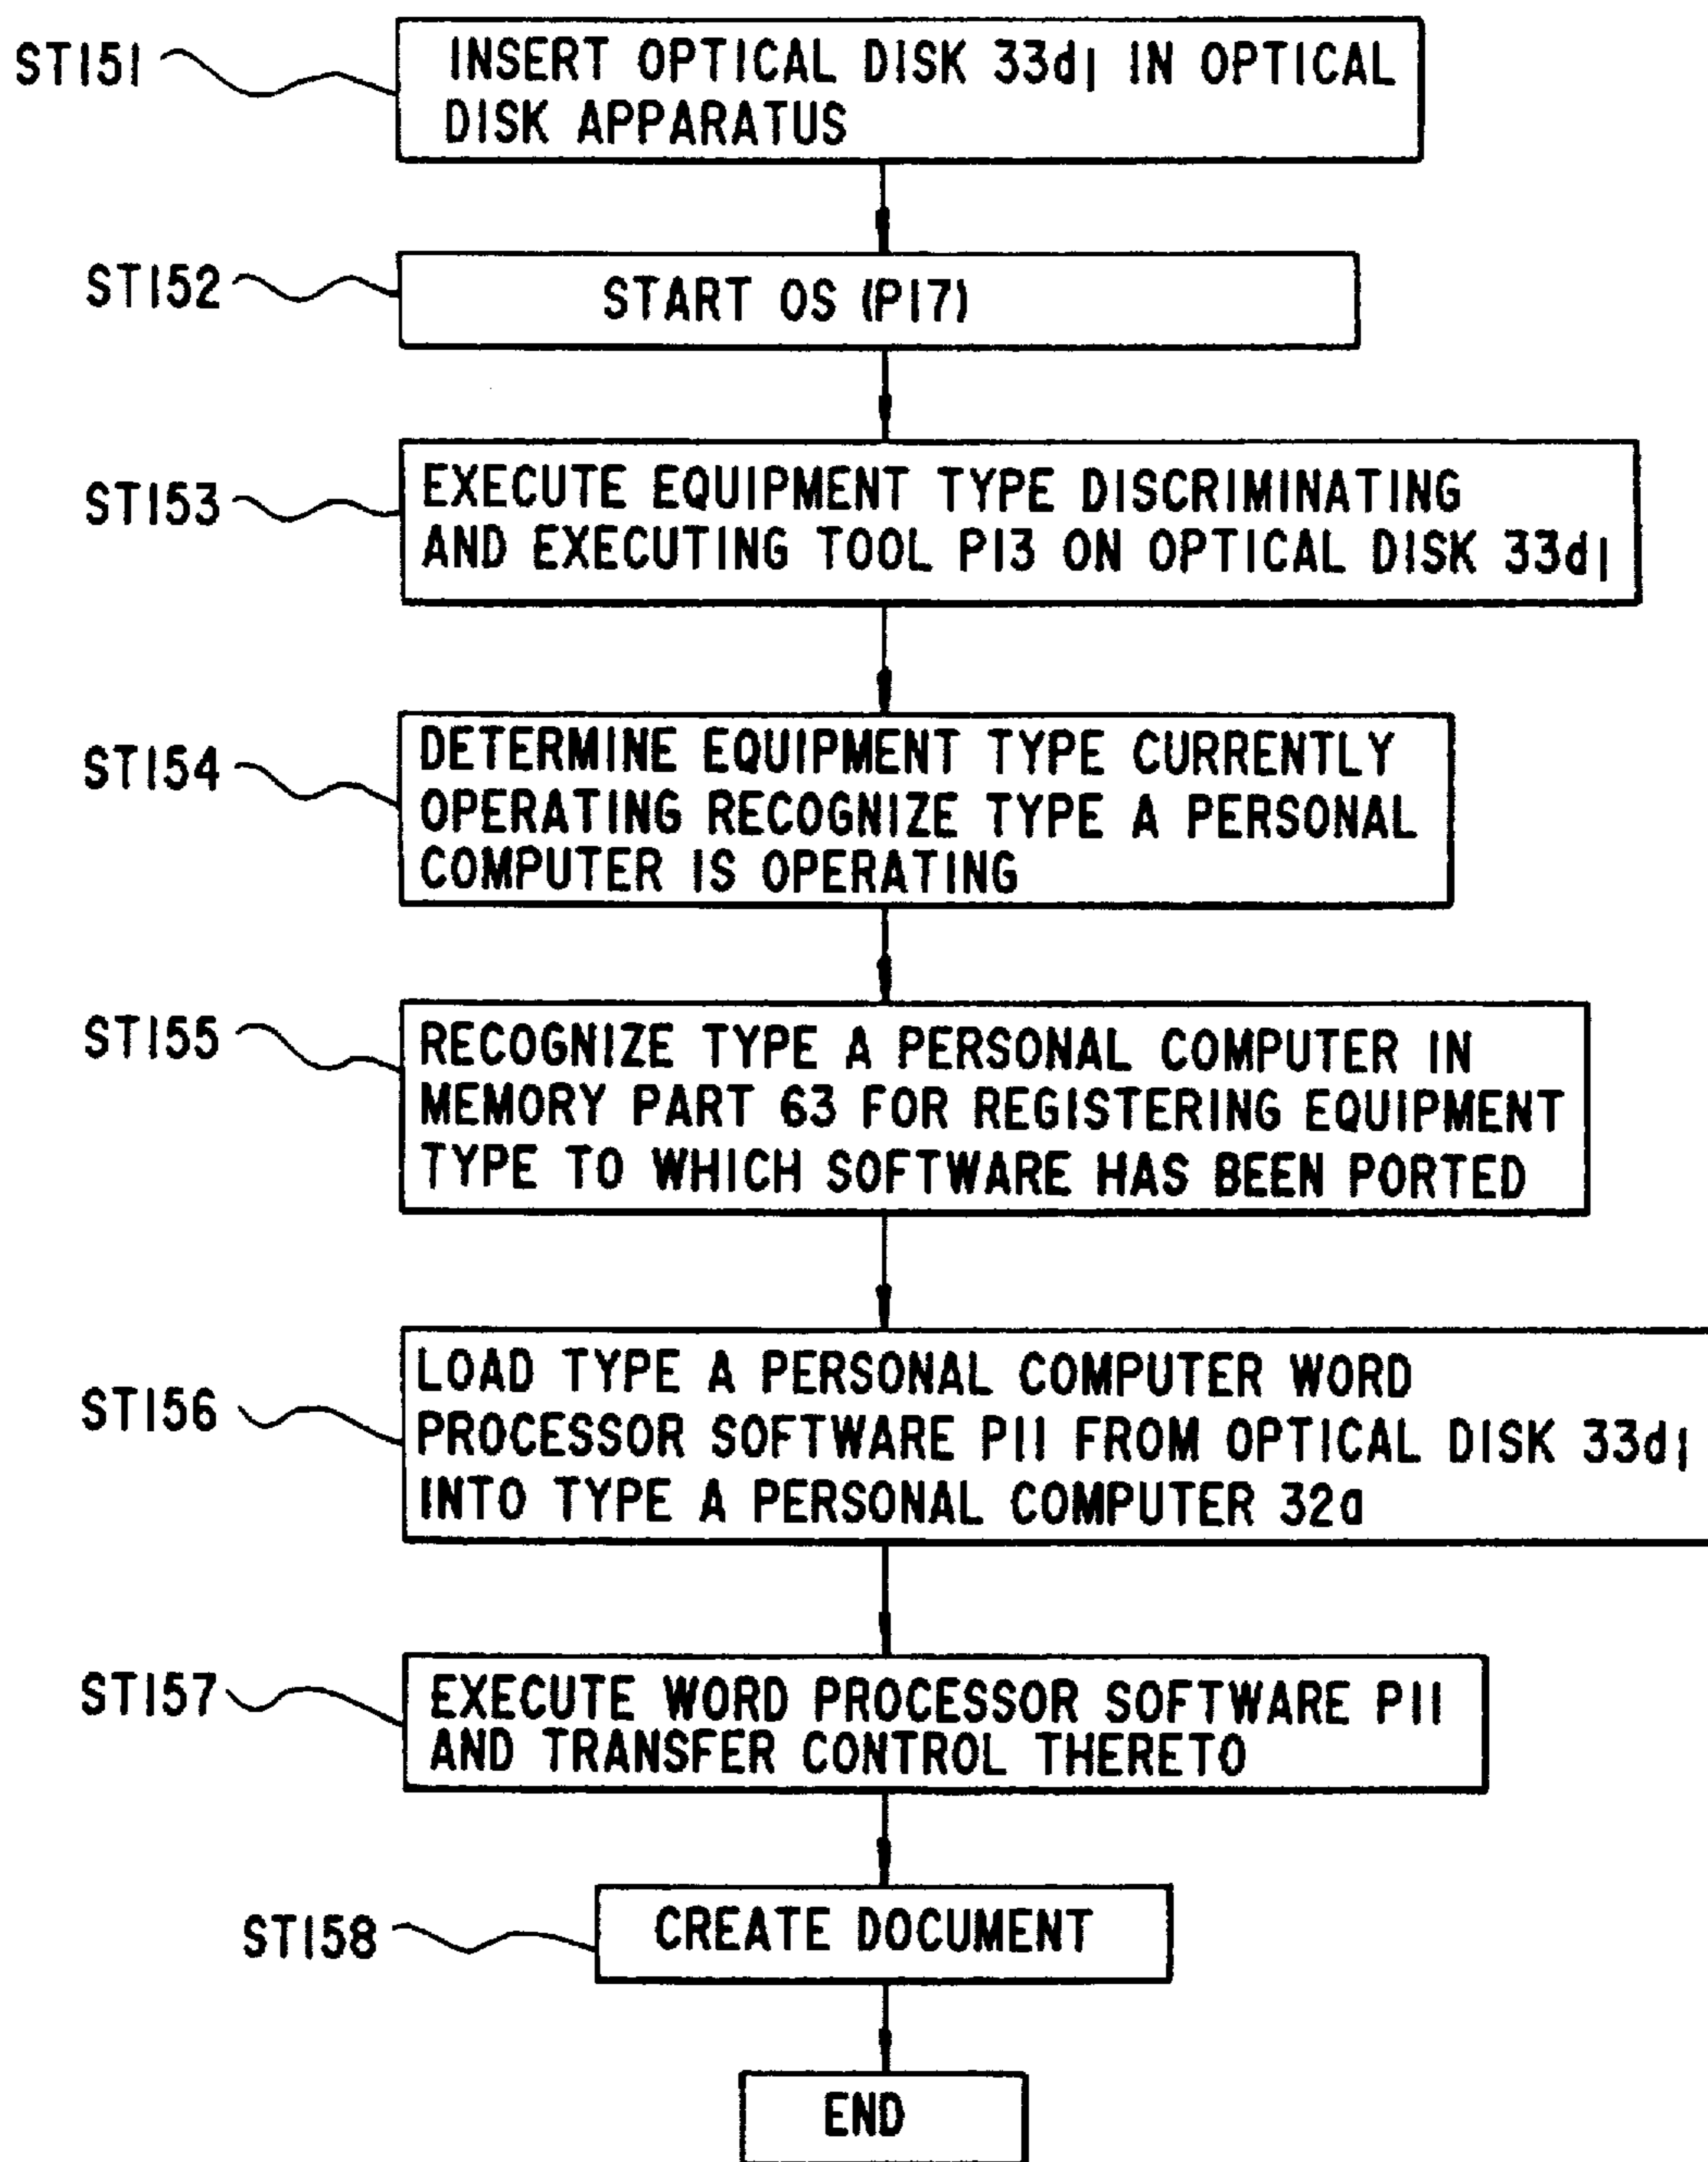 ST151
INSERT OPTICAL DISK 33d1 IN OPTICAL
DISK APPARATUS
ST152
START OS (P17)
ST153
EXECUTE EQUIPMENT TYPE DISCRIMINATING
AND EXECUTING TOOL P13 ON OPTICAL DISK 33d1
ST154
DETERMINE EQUIPMENT TYPE CURRENTLY
OPERATING RECOGNIZE TYPE A PERSONAL
COMPUTER IS OPERATING
ST155
RECOGNIZE TYPE A PERSONAL COMPUTER IN
MEMORY PART 63 FOR REGISTERING EQUIPMENT
TYPE TO WHICH SOFTWARE HAS BEEN PORTED
ST156
LOAD TYPE A PERSONAL COMPUTER WORD
PROCESSOR SOFTWARE P11 FROM OPTICAL DISK 33d1
INTO TYPE A PERSONAL COMPUTER 32a
ST157
EXECUTE WORD PROCESSOR SOFTWARE P11
AND TRANSFER CONTROL THERETO
ST158
CREATE DOCUMENT
END